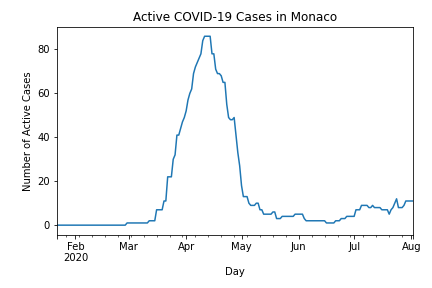 Active COVID-19 Cases in Monaco
80
60
40
20
0
Number of Active Cases
Feb Mar Apr May Jun Jul Aug
2020
Day